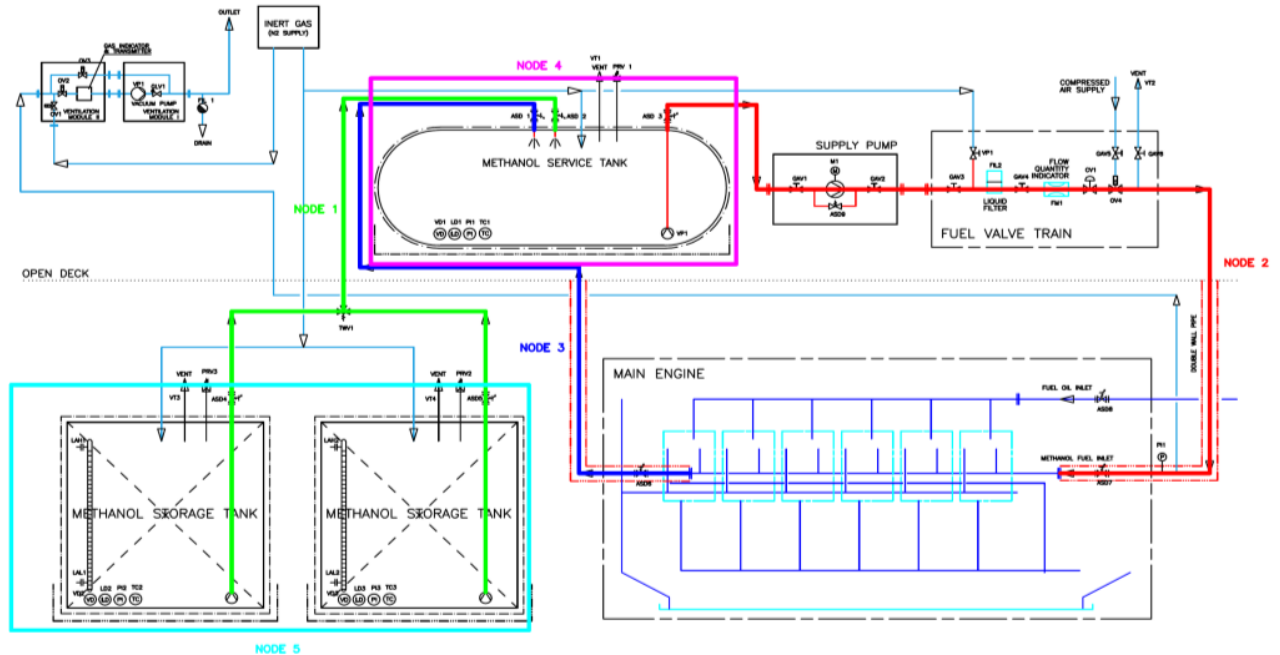 OUTLET
INERT GAS
(N2 SUPPLY)
GAS INDICATOR
& TRANSMITTER
OV3
OV2
OV1
VP1
VACUUM PUMP
VENTILATION
MODULE II
VENTILATION
MODULE I
1
DRAIN
NODE 4
VT1
VENT
PRV 1
ASD 1
ASD 2
ASD 3
METHANOL SERVICE TANK
VD1 LD1 PI1 TC1
VD LD PI TC
VP1
NODE 1
SUPPLY PUMP
M1
M
GAV1
GAV2
ASD9
COMPRESSED
AIR SUPPLY
VENT
VT2
VP1
GAV5
GAV6
GAV3
FIL2
GAV4
FLOW
QUANTITY
INDICATOR
CV1
LIQUID
FILTER
FM1
OV4
FUEL VALVE TRAIN
NODE 2
OPEN DECK
TWV1
NODE 3
DOUBLE WALL PIPE
MAIN ENGINE
FUEL OIL INLET
ASD8
METHANOL FUEL INLET
PI1
P
ASD7
ASD6
VENT
PRV3
VT3
ASD4
VENT
PRV2
VT4
ASD5
LAH1
METHANOL STORAGE TANK
LAL1
VD2 LD2 PI2 TC2
VD LD PI TC
METHANOL STORAGE TANK
LAL2
LD3 PI3 TC3
VD LD PI TC
NODE 5